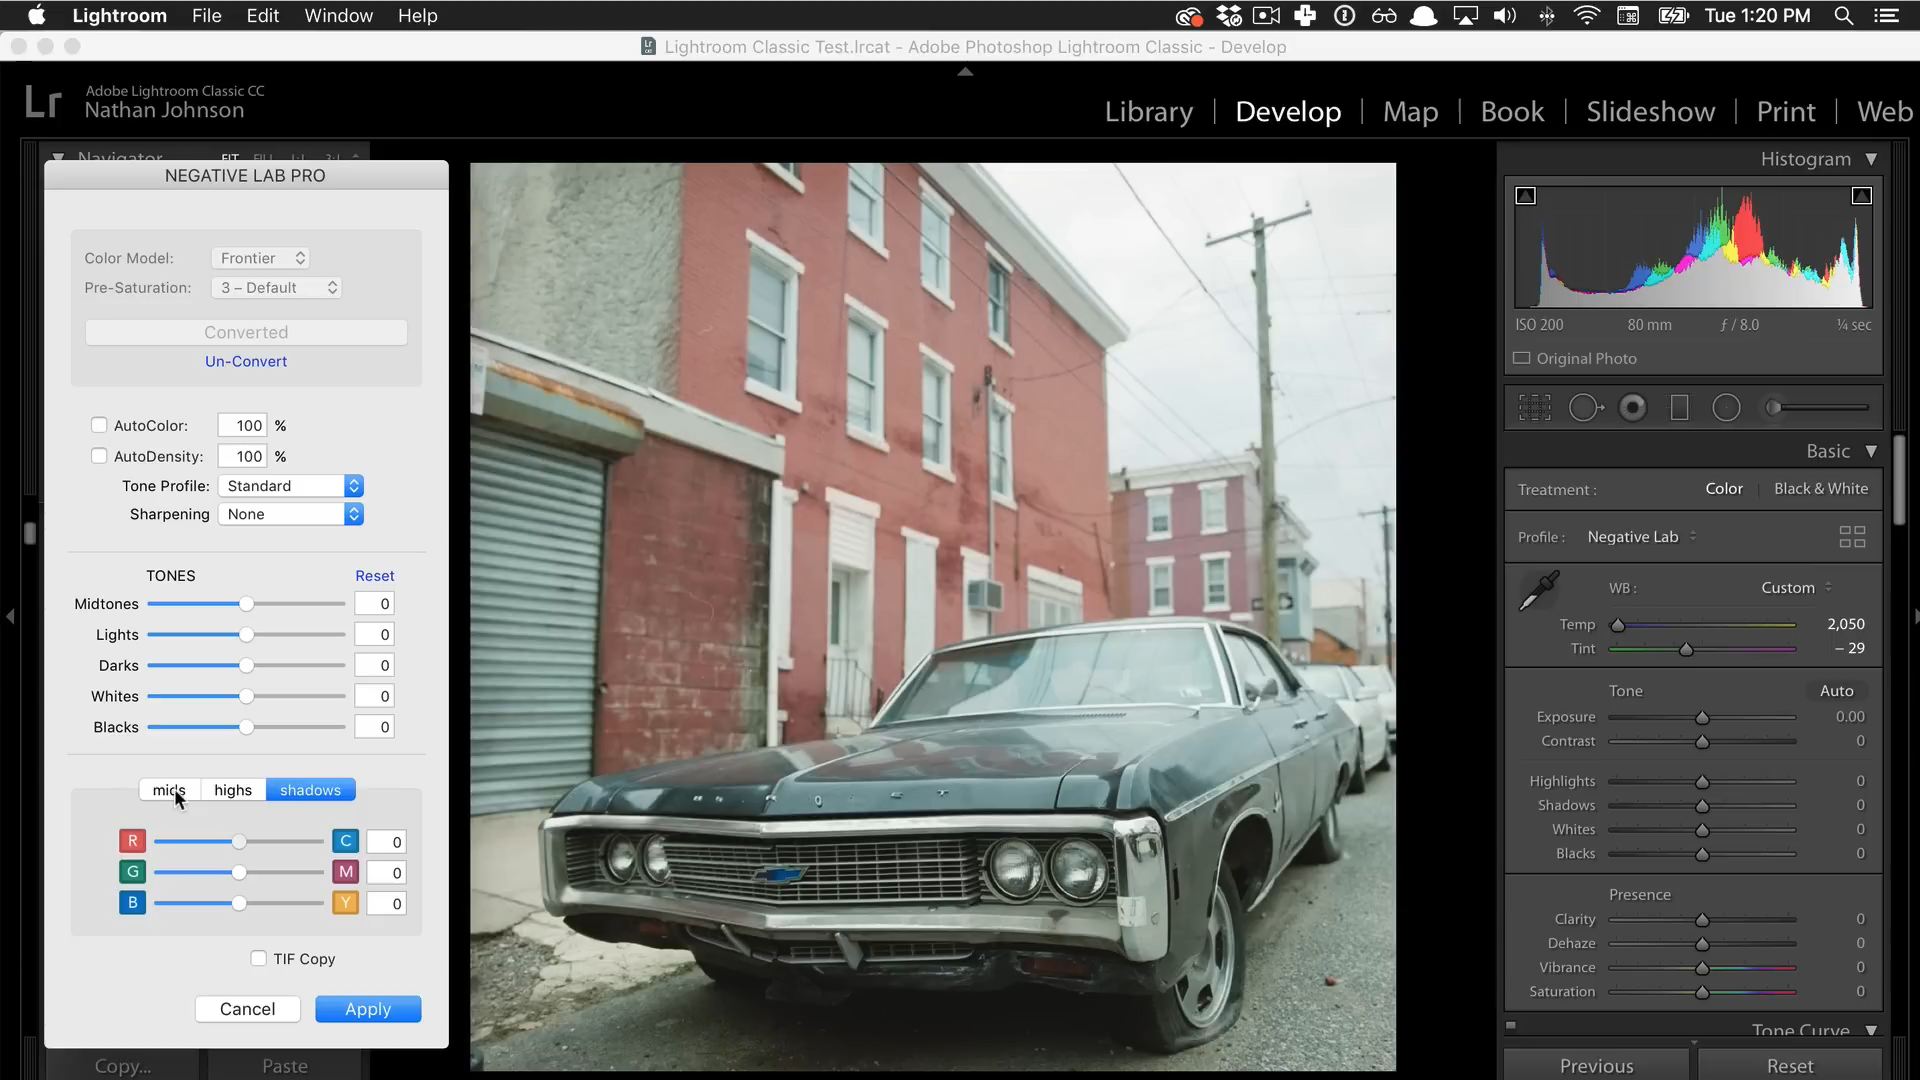 Lightroom File Edit Window Help Tue 1:20 PM
Lightroom Classic Test.lrcat - Adobe Photoshop Lightroom Classic - Develop
Lr Adobe Lightroom Classic CC
Nathan Johnson
Library | Develop | Map | Book | Slideshow | Print | Web
Navigator FIT
NEGATIVE LAB PRO
Color Model: Frontier
Pre-Saturation: 3 – Default
Converted
Un-Convert
AutoColor: 100 %
AutoDensity: 100 %
Tone Profile: Standard
Sharpening None
TONES Reset
Midtones 0
Lights 0
Darks 0
Whites 0
Blacks 0
mids highs shadows
R C 0
G M 0
B Y 0
TIF Copy
Cancel Apply
Copy... Paste
Histogram
ISO 200 80 mm ƒ / 8.0 ¼ sec
Original Photo
Basic
Treatment : Color | Black & White
Profile : Negative Lab
WB : Custom
Temp 2,050
Tint – 29
Tone Auto
Exposure 0.00
Contrast 0
Highlights 0
Shadows 0
Whites 0
Blacks 0
Presence
Clarity 0
Dehaze 0
Vibrance 0
Saturation 0
Tone Curve
Previous Reset